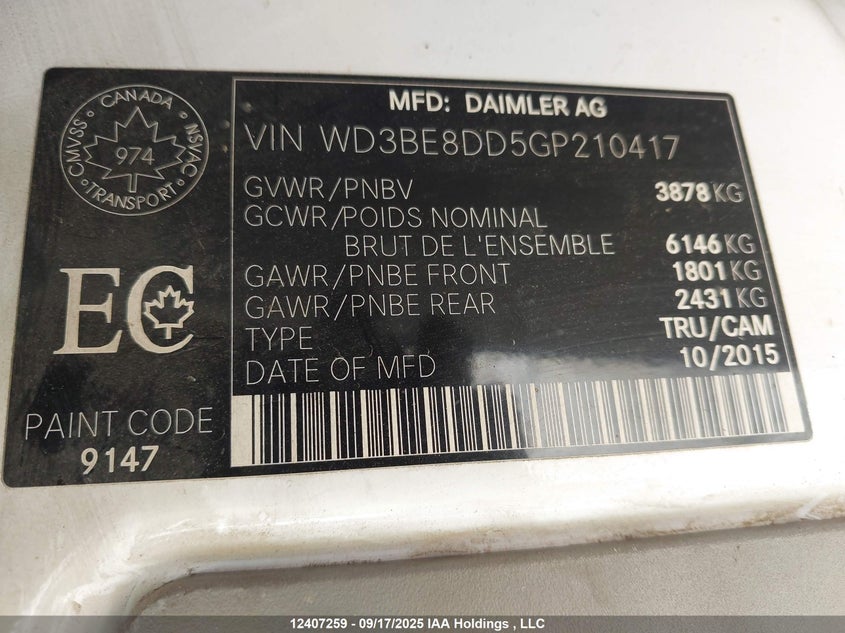 MFD: DAIMLER AG
CANADA
CMVSS
NSVAC
974
TRANSPORT
VIN WD3BE8DD5GP210417
GVWR/PNBV 3878 KG
GCWR/POIDS NOMINAL
BRUT DE L'ENSEMBLE 6146 KG
GAWR/PNBE FRONT 1801 KG
GAWR/PNBE REAR 2431 KG
TYPE TRU/CAM
DATE OF MFD 10/2015
EC
PAINT CODE
9147
12407259 - 09/17/2025 IAA Holdings , LLC